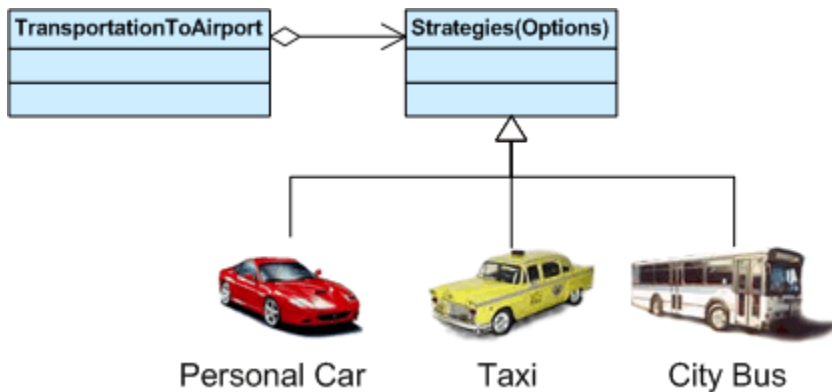 TransportationToAirport
Strategies(Options)
Personal Car
Taxi
City Bus